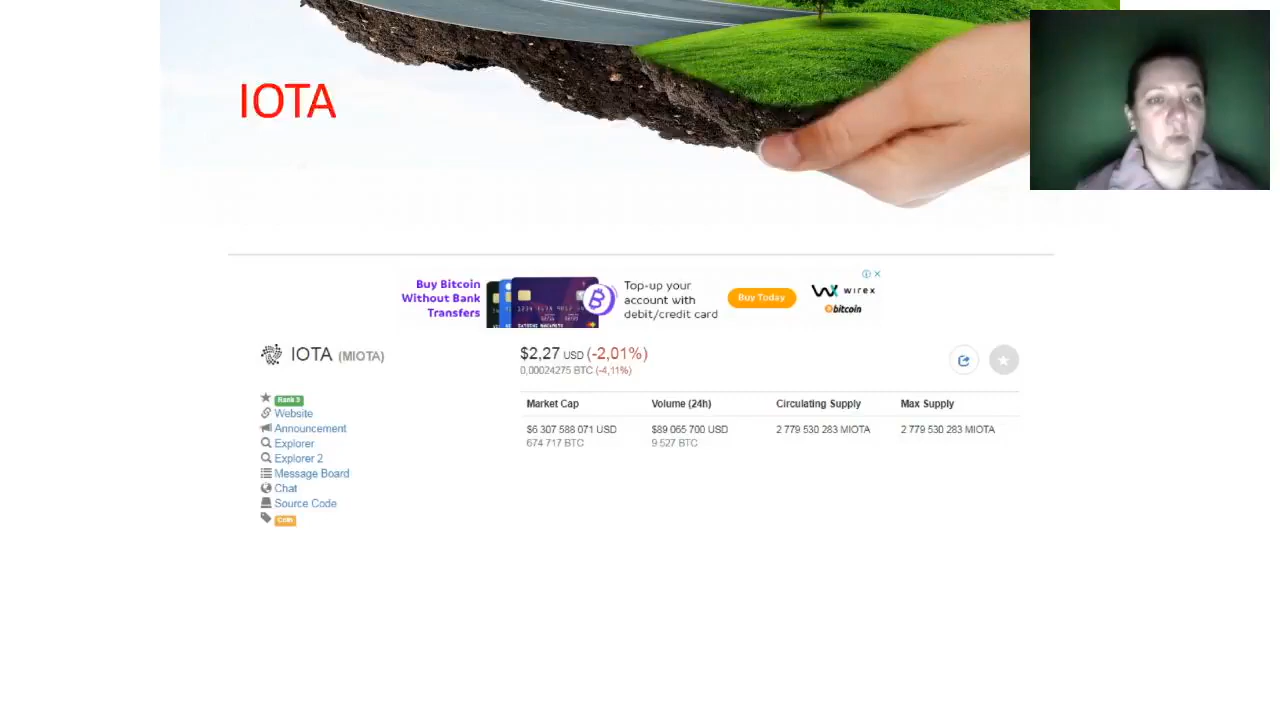 IOTA
Buy Bitcoin
Without Bank
Transfers
Top-up your
account with
debit/credit card
Buy Today
wirex
bitcoin
IOTA (MIOTA)
$2,27 USD (-2,01%)
0,00024275 BTC (-4,11%)
Website
Announcement
Explorer
Explorer 2
Message Board
Chat
Source Code
Coin
Market Cap Volume (24h) Circulating Supply Max Supply
$6 307 588 071 USD $89 065 700 USD 2 779 530 283 MIOTA 2 779 530 283 MIOTA
674 717 BTC 9 527 BTC